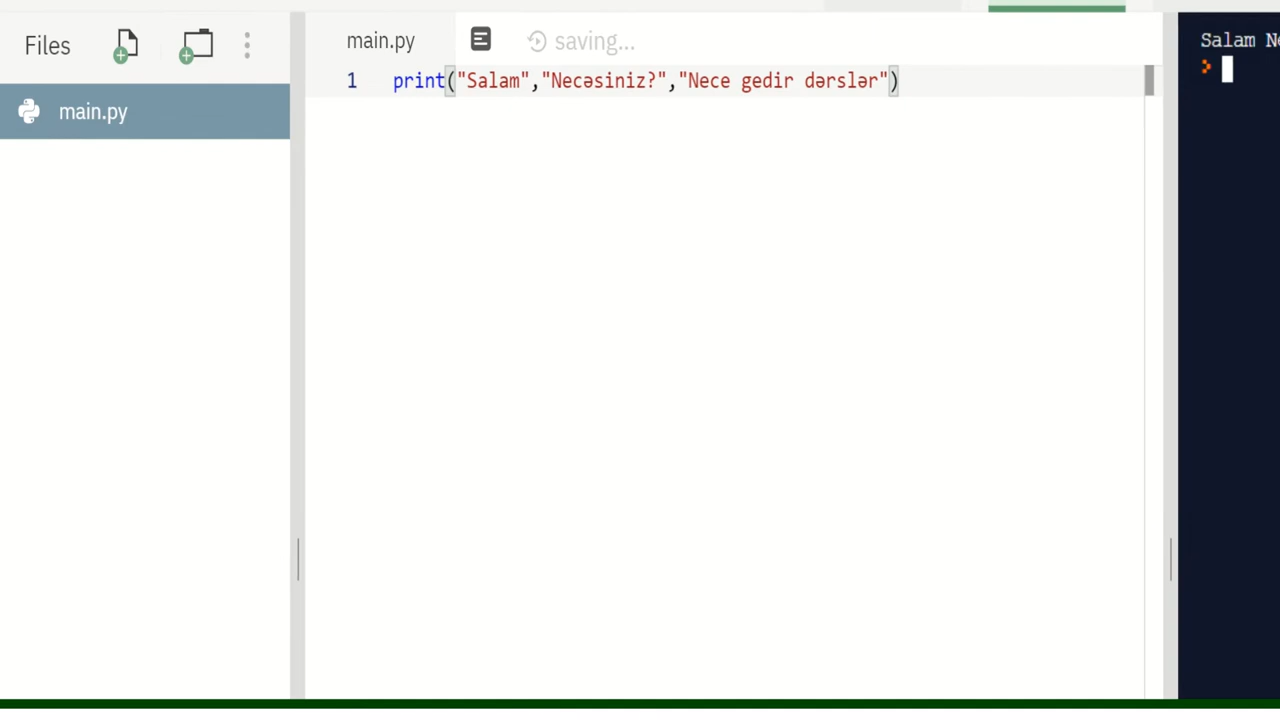 Files
main.py
saving...
Salam
1 print("Salam","Necəsiniz?","Nece gedir dərslər")
>
main.py